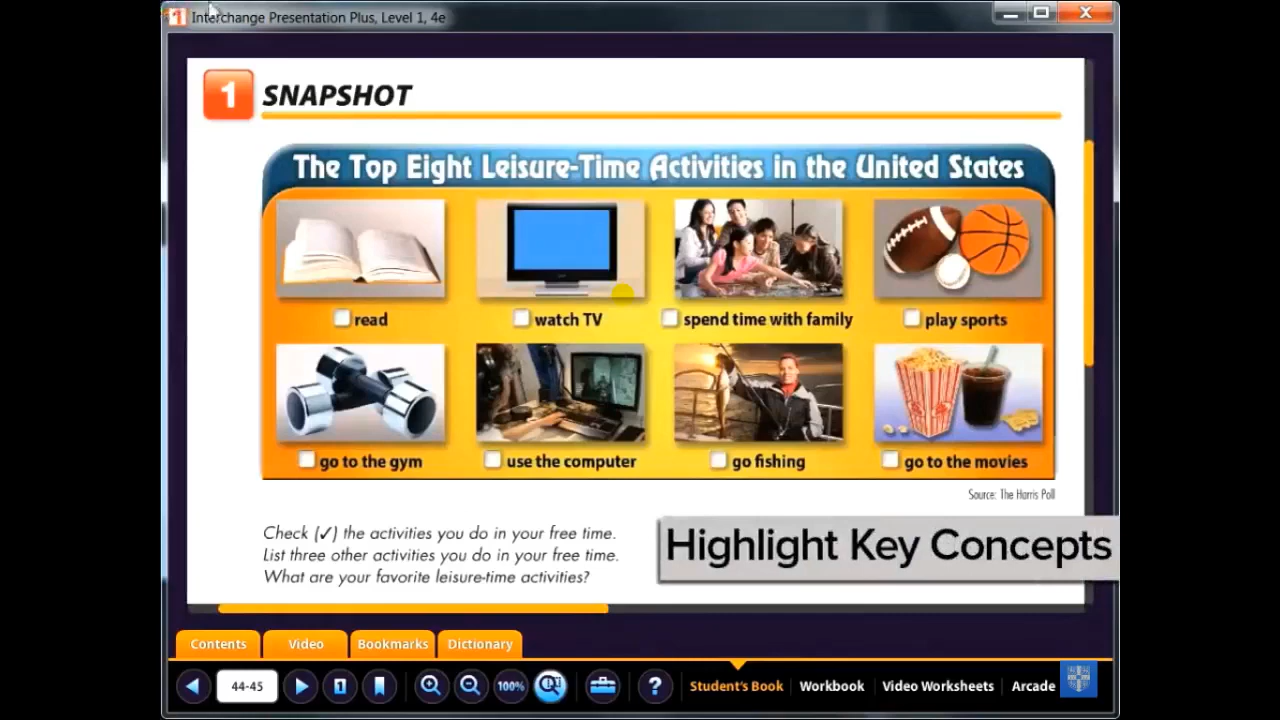 Interchange Presentation Plus, Level 1, 4e
1 SNAPSHOT
The Top Eight Leisure-Time Activities in the United States
read
watch TV
spend time with family
play sports
go to the gym
use the computer
go fishing
go to the movies
Source: The Harris Poll
Check (✓) the activities you do in your free time.
List three other activities you do in your free time.
What are your favorite leisure-time activities?
Highlight Key Concepts
Contents Video Bookmarks Dictionary
44-45 1 100% ? Student's Book Workbook Video Worksheets Arcade